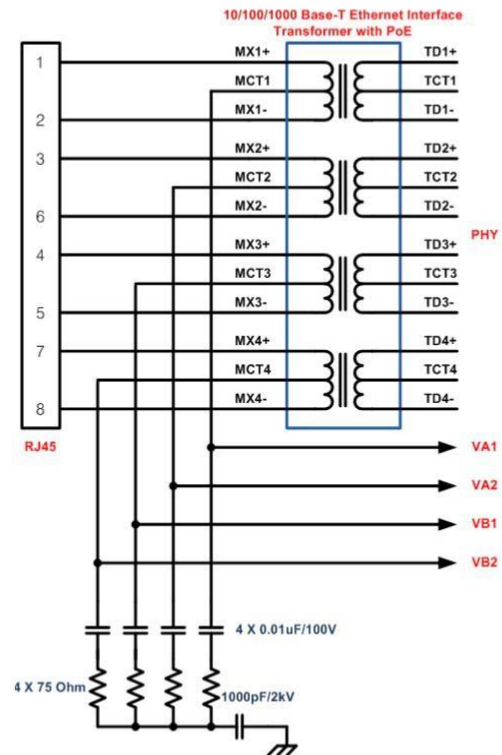 10/100/1000 Base-T Ethernet Interface
Transformer with PoE
1
MX1+
TD1+
MCT1
TCT1
2
MX1-
TD1-
3
MX2+
TD2+
MCT2
TCT2
6
MX2-
TD2-
PHY
4
MX3+
TD3+
MCT3
TCT3
5
MX3-
TD3-
7
MX4+
TD4+
MCT4
TCT4
8
MX4-
TD4-
RJ45
VA1
VA2
VB1
VB2
4 X 0.01uF/100V
4 X 75 Ohm
1000pF/2kV